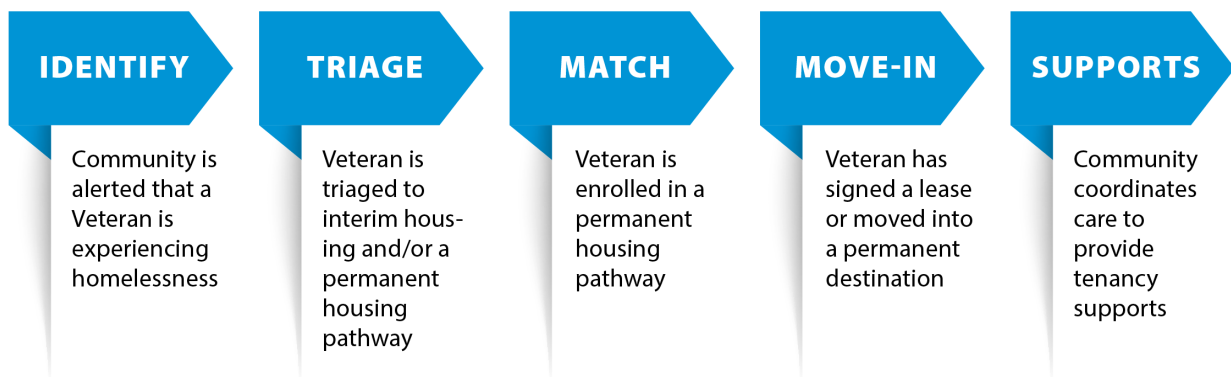 IDENTIFY
Community is
alerted that a
Veteran is
experiencing
homelessness
TRIAGE
Veteran is
triaged to
interim hous-
ing and/or a
permanent
housing
pathway
MATCH
Veteran is
enrolled in a
permanent
housing
pathway
MOVE-IN
Veteran has
signed a lease
or moved into
a permanent
destination
SUPPORTS
Community
coordinates
care to
provide
tenancy
supports